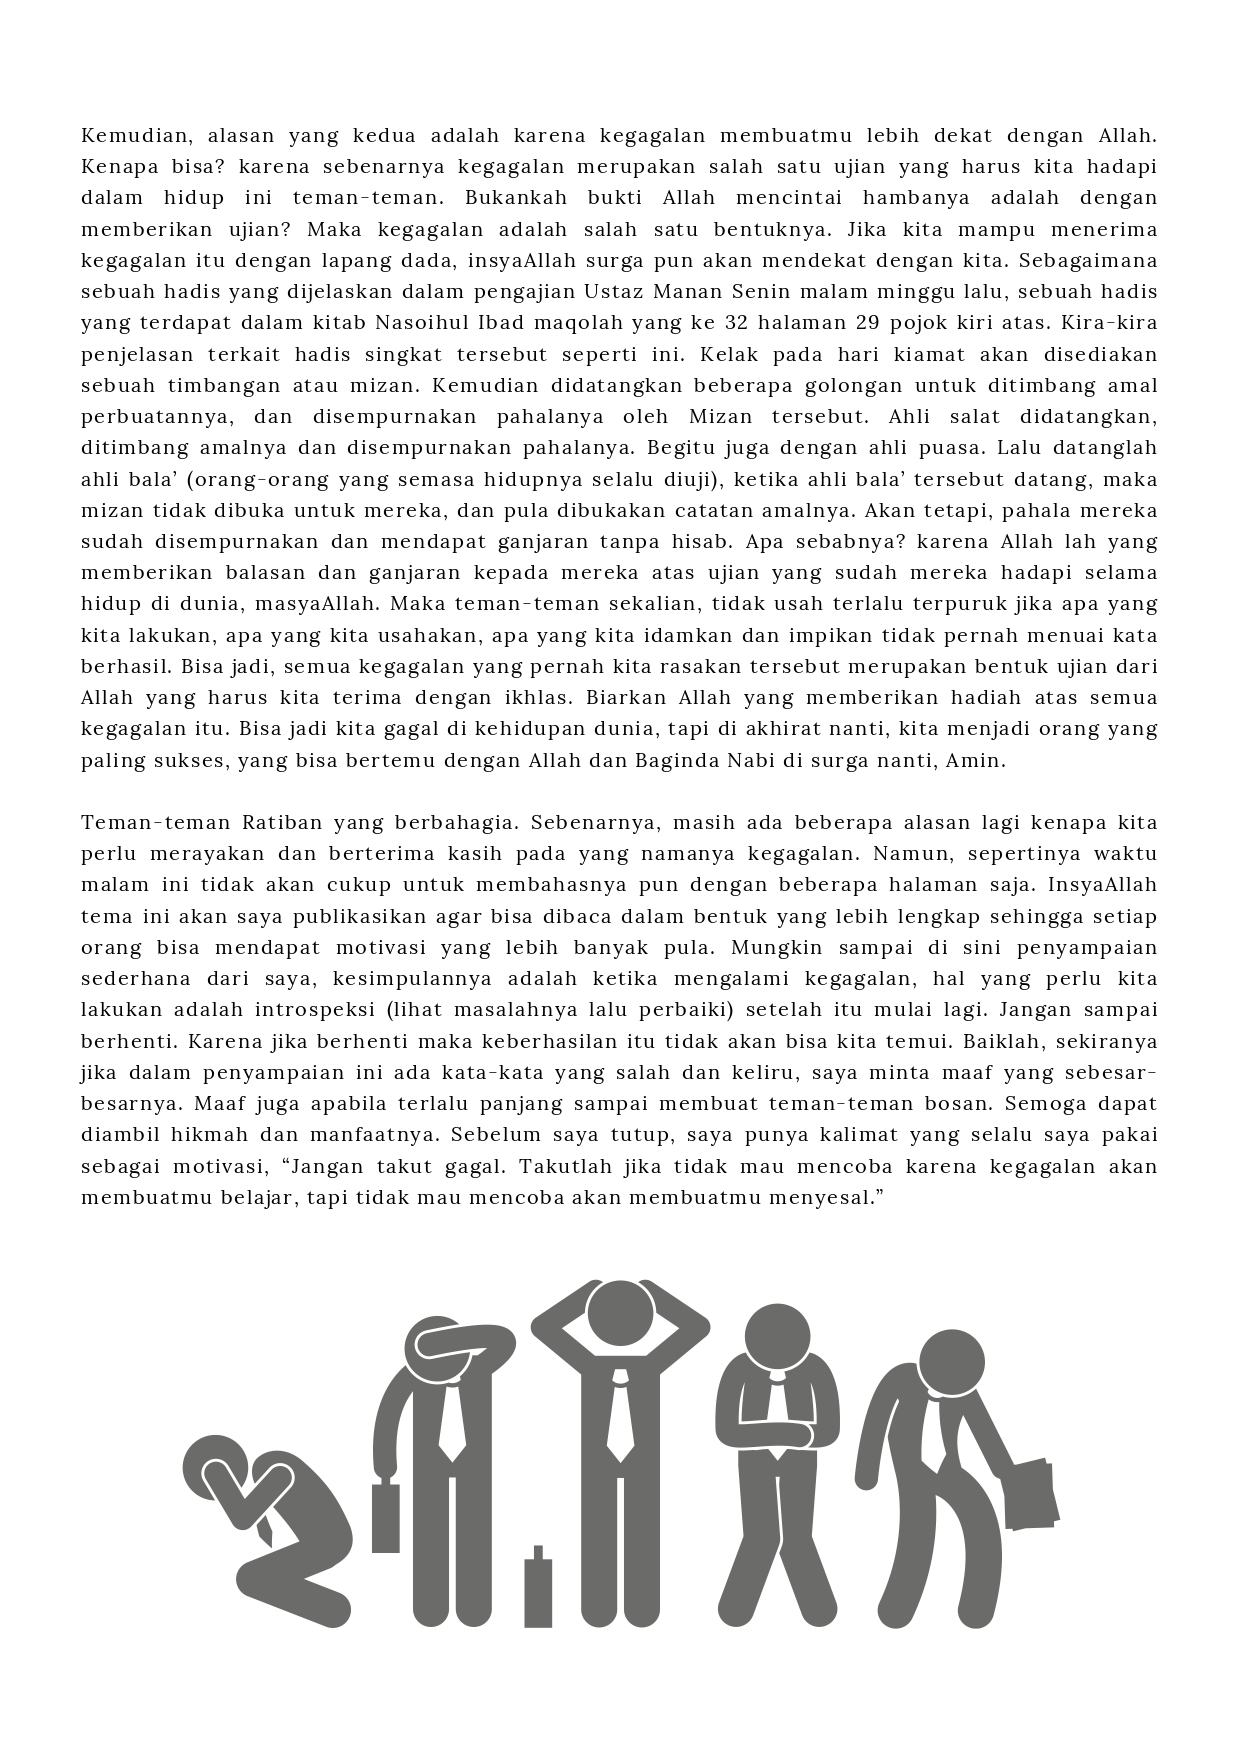 Kemudian, alasan yang kedua adalah karena kegagalan membuatmu lebih dekat dengan Allah.
Kenapa bisa? karena sebenarnya kegagalan merupakan salah satu ujian yang harus kita hadapi
dalam hidup ini teman-teman. Bukankah bukti Allah mencintai hambanya adalah dengan
memberikan ujian? Maka kegagalan adalah salah satu bentuknya. Jika kita mampu menerima
kegagalan itu dengan lapang dada, insyaAllah surga pun akan mendekat dengan kita. Sebagaimana
sebuah hadis yang dijelaskan dalam pengajian Ustaz Manan Senin malam minggu lalu, sebuah hadis
yang terdapat dalam kitab Nasoihul Ibad maqolah yang ke 32 halaman 29 pojok kiri atas. Kira-kira
penjelasan terkait hadis singkat tersebut seperti ini. Kelak pada hari kiamat akan disediakan
sebuah timbangan atau mizan. Kemudian didatangkan beberapa golongan untuk ditimbang amal
perbuatannya, dan disempurnakan pahalanya oleh Mizan tersebut. Ahli salat didatangkan,
ditimbang amalnya dan disempurnakan pahalanya. Begitu juga dengan ahli puasa. Lalu datanglah
ahli bala’ (orang-orang yang semasa hidupnya selalu diuji), ketika ahli bala’ tersebut datang, maka
mizan tidak dibuka untuk mereka, dan pula dibukakan catatan amalnya. Akan tetapi, pahala mereka
sudah disempurnakan dan mendapat ganjaran tanpa hisab. Apa sebabnya? karena Allah lah yang
memberikan balasan dan ganjaran kepada mereka atas ujian yang sudah mereka hadapi selama
hidup di dunia, masyaAllah. Maka teman-teman sekalian, tidak usah terlalu terpuruk jika apa yang
kita lakukan, apa yang kita usahakan, apa yang kita idamkan dan impikan tidak pernah menuai kata
berhasil. Bisa jadi, semua kegagalan yang pernah kita rasakan tersebut merupakan bentuk ujian dari
Allah yang harus kita terima dengan ikhlas. Biarkan Allah yang memberikan hadiah atas semua
kegagalan itu. Bisa jadi kita gagal di kehidupan dunia, tapi di akhirat nanti, kita menjadi orang yang
paling sukses, yang bisa bertemu dengan Allah dan Baginda Nabi di surga nanti, Amin.
Teman-teman Ratiban yang berbahagia. Sebenarnya, masih ada beberapa alasan lagi kenapa kita
perlu merayakan dan berterima kasih pada yang namanya kegagalan. Namun, sepertinya waktu
malam ini tidak akan cukup untuk membahasnya pun dengan beberapa halaman saja. InsyaAllah
tema ini akan saya publikasikan agar bisa dibaca dalam bentuk yang lebih lengkap sehingga setiap
orang bisa mendapat motivasi yang lebih banyak pula. Mungkin sampai di sini penyampaian
sederhana dari saya, kesimpulannya adalah ketika mengalami kegagalan, hal yang perlu kita
lakukan adalah introspeksi (lihat masalahnya lalu perbaiki) setelah itu mulai lagi. Jangan sampai
berhenti. Karena jika berhenti maka keberhasilan itu tidak akan bisa kita temui. Baiklah, sekiranya
jika dalam penyampaian ini ada kata-kata yang salah dan keliru, saya minta maaf yang sebesar-
besarnya. Maaf juga apabila terlalu panjang sampai membuat teman-teman bosan. Semoga dapat
diambil hikmah dan manfaatnya. Sebelum saya tutup, saya punya kalimat yang selalu saya pakai
sebagai motivasi, “Jangan takut gagal. Takutlah jika tidak mau mencoba karena kegagalan akan
membuatmu belajar, tapi tidak mau mencoba akan membuatmu menyesal.”